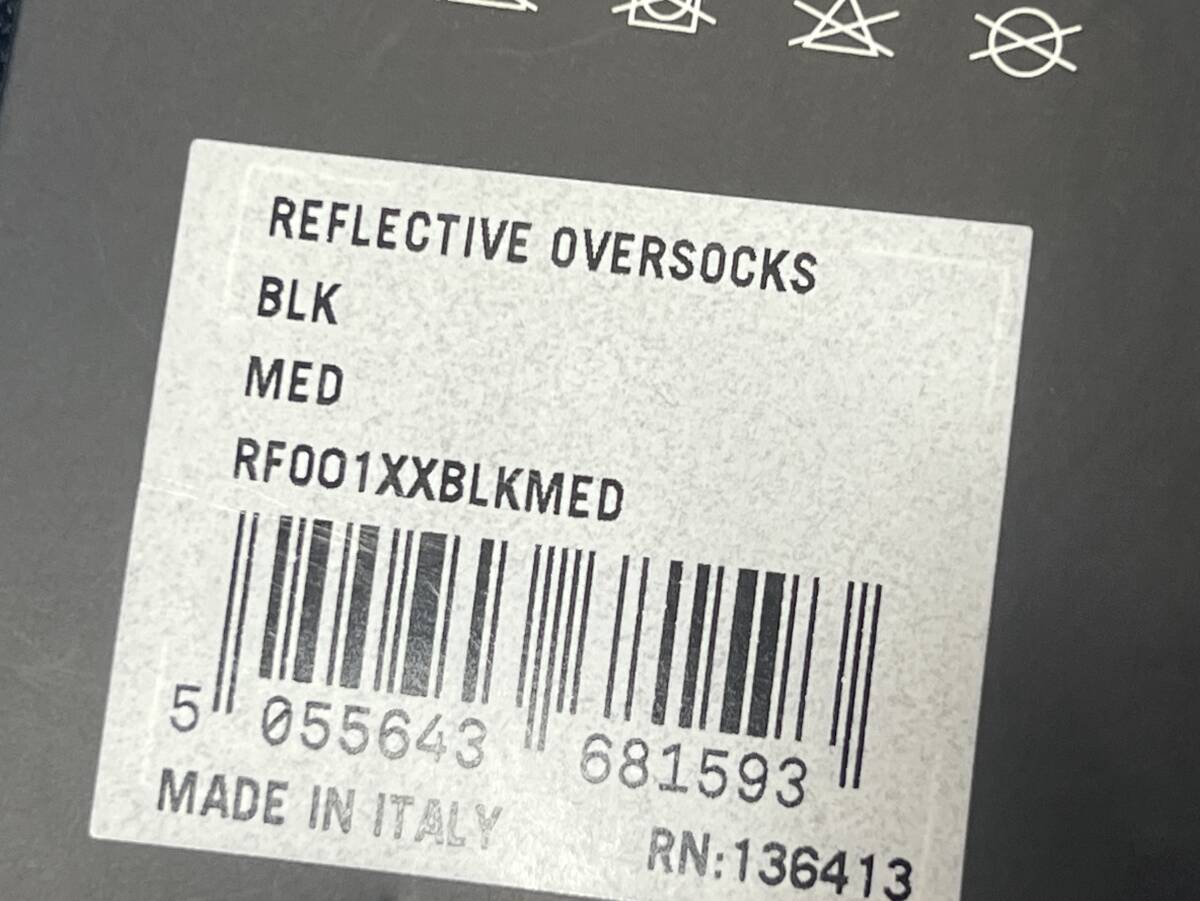 REFLECTIVE OVERSOCKS
BLK
MED
RF001XXBLKMED
5 055643 681593
MADE IN ITALY
RN:136413